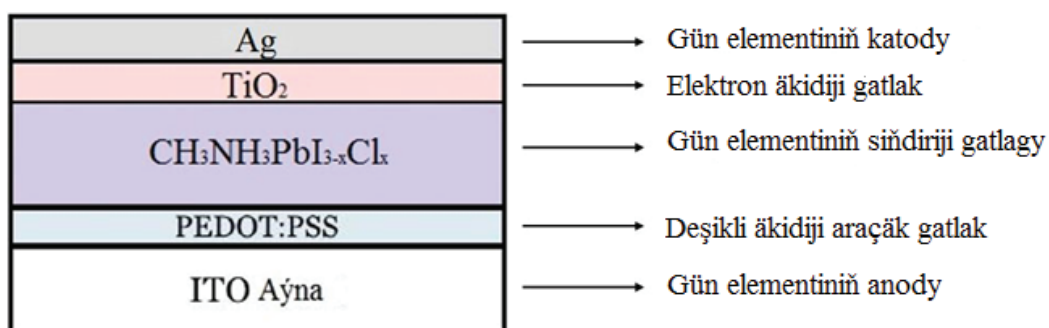 Ag → Gün elementiniň katody
TiO₂ → Elektron äkidiji gatlak
CH₃NH₃PbI₃₋ₓClₓ → Gün elementiniň siňdiriji gatlagy
PEDOT:PSS → Deşikli äkidiji araçäk gatlak
ITO Aýna → Gün elementiniň anody